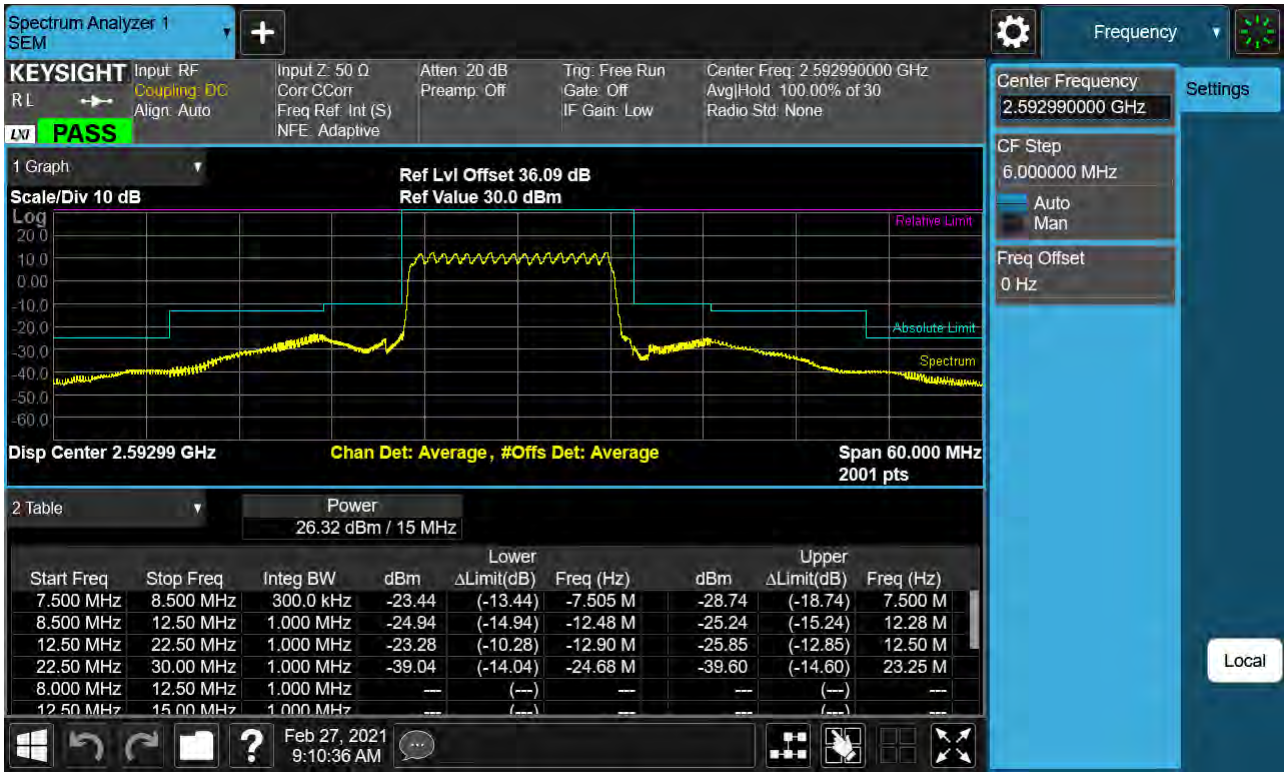 Spectrum Analyzer 1
SEM
Frequency
KEYSIGHT
RL
LXI
PASS
Input: RF
Coupling: DC
Align: Auto
Input Z: 50 Ω
Corr CCorr
Freq Ref: Int (S)
NFE: Adaptive
Atten: 20 dB
Preamp: Off
Trig: Free Run
Gate: Off
IF Gain: Low
Center Freq: 2.592990000 GHz
Avg|Hold: 100.00% of 30
Radio Std: None
Center Frequency
2.592990000 GHz
Settings
CF Step
6.000000 MHz
Auto
Man
Freq Offset
0 Hz
1 Graph
Scale/Div 10 dB
Ref Lvl Offset 36.09 dB
Ref Value 30.0 dBm
Log
20.0
10.0
0.00
-10.0
-20.0
-30.0
-40.0
-50.0
-60.0
Relative Limit
Absolute Limit
Spectrum
Disp Center 2.59299 GHz
Chan Det: Average, #Offs Det: Average
Span 60.000 MHz
2001 pts
2 Table
Power
26.32 dBm / 15 MHz
Lower Upper
Start Freq Stop Freq Integ BW dBm ΔLimit(dB) Freq (Hz) dBm ΔLimit(dB) Freq (Hz)
7.500 MHz 8.500 MHz 300.0 kHz -23.44 (-13.44) -7.505 M -28.74 (-18.74) 7.500 M
8.500 MHz 12.50 MHz 1.000 MHz -24.94 (-14.94) -12.48 M -25.24 (-15.24) 12.28 M
12.50 MHz 22.50 MHz 1.000 MHz -23.28 (-10.28) -12.90 M -25.85 (-12.85) 12.50 M
22.50 MHz 30.00 MHz 1.000 MHz -39.04 (-14.04) -24.68 M -39.60 (-14.60) 23.25 M
8.000 MHz 12.50 MHz 1.000 MHz --- (---) --- --- (---) ---
12.50 MHz 15.00 MHz 1.000 MHz --- (---) --- --- (---) ---
Local
?
Feb 27, 2021
9:10:36 AM